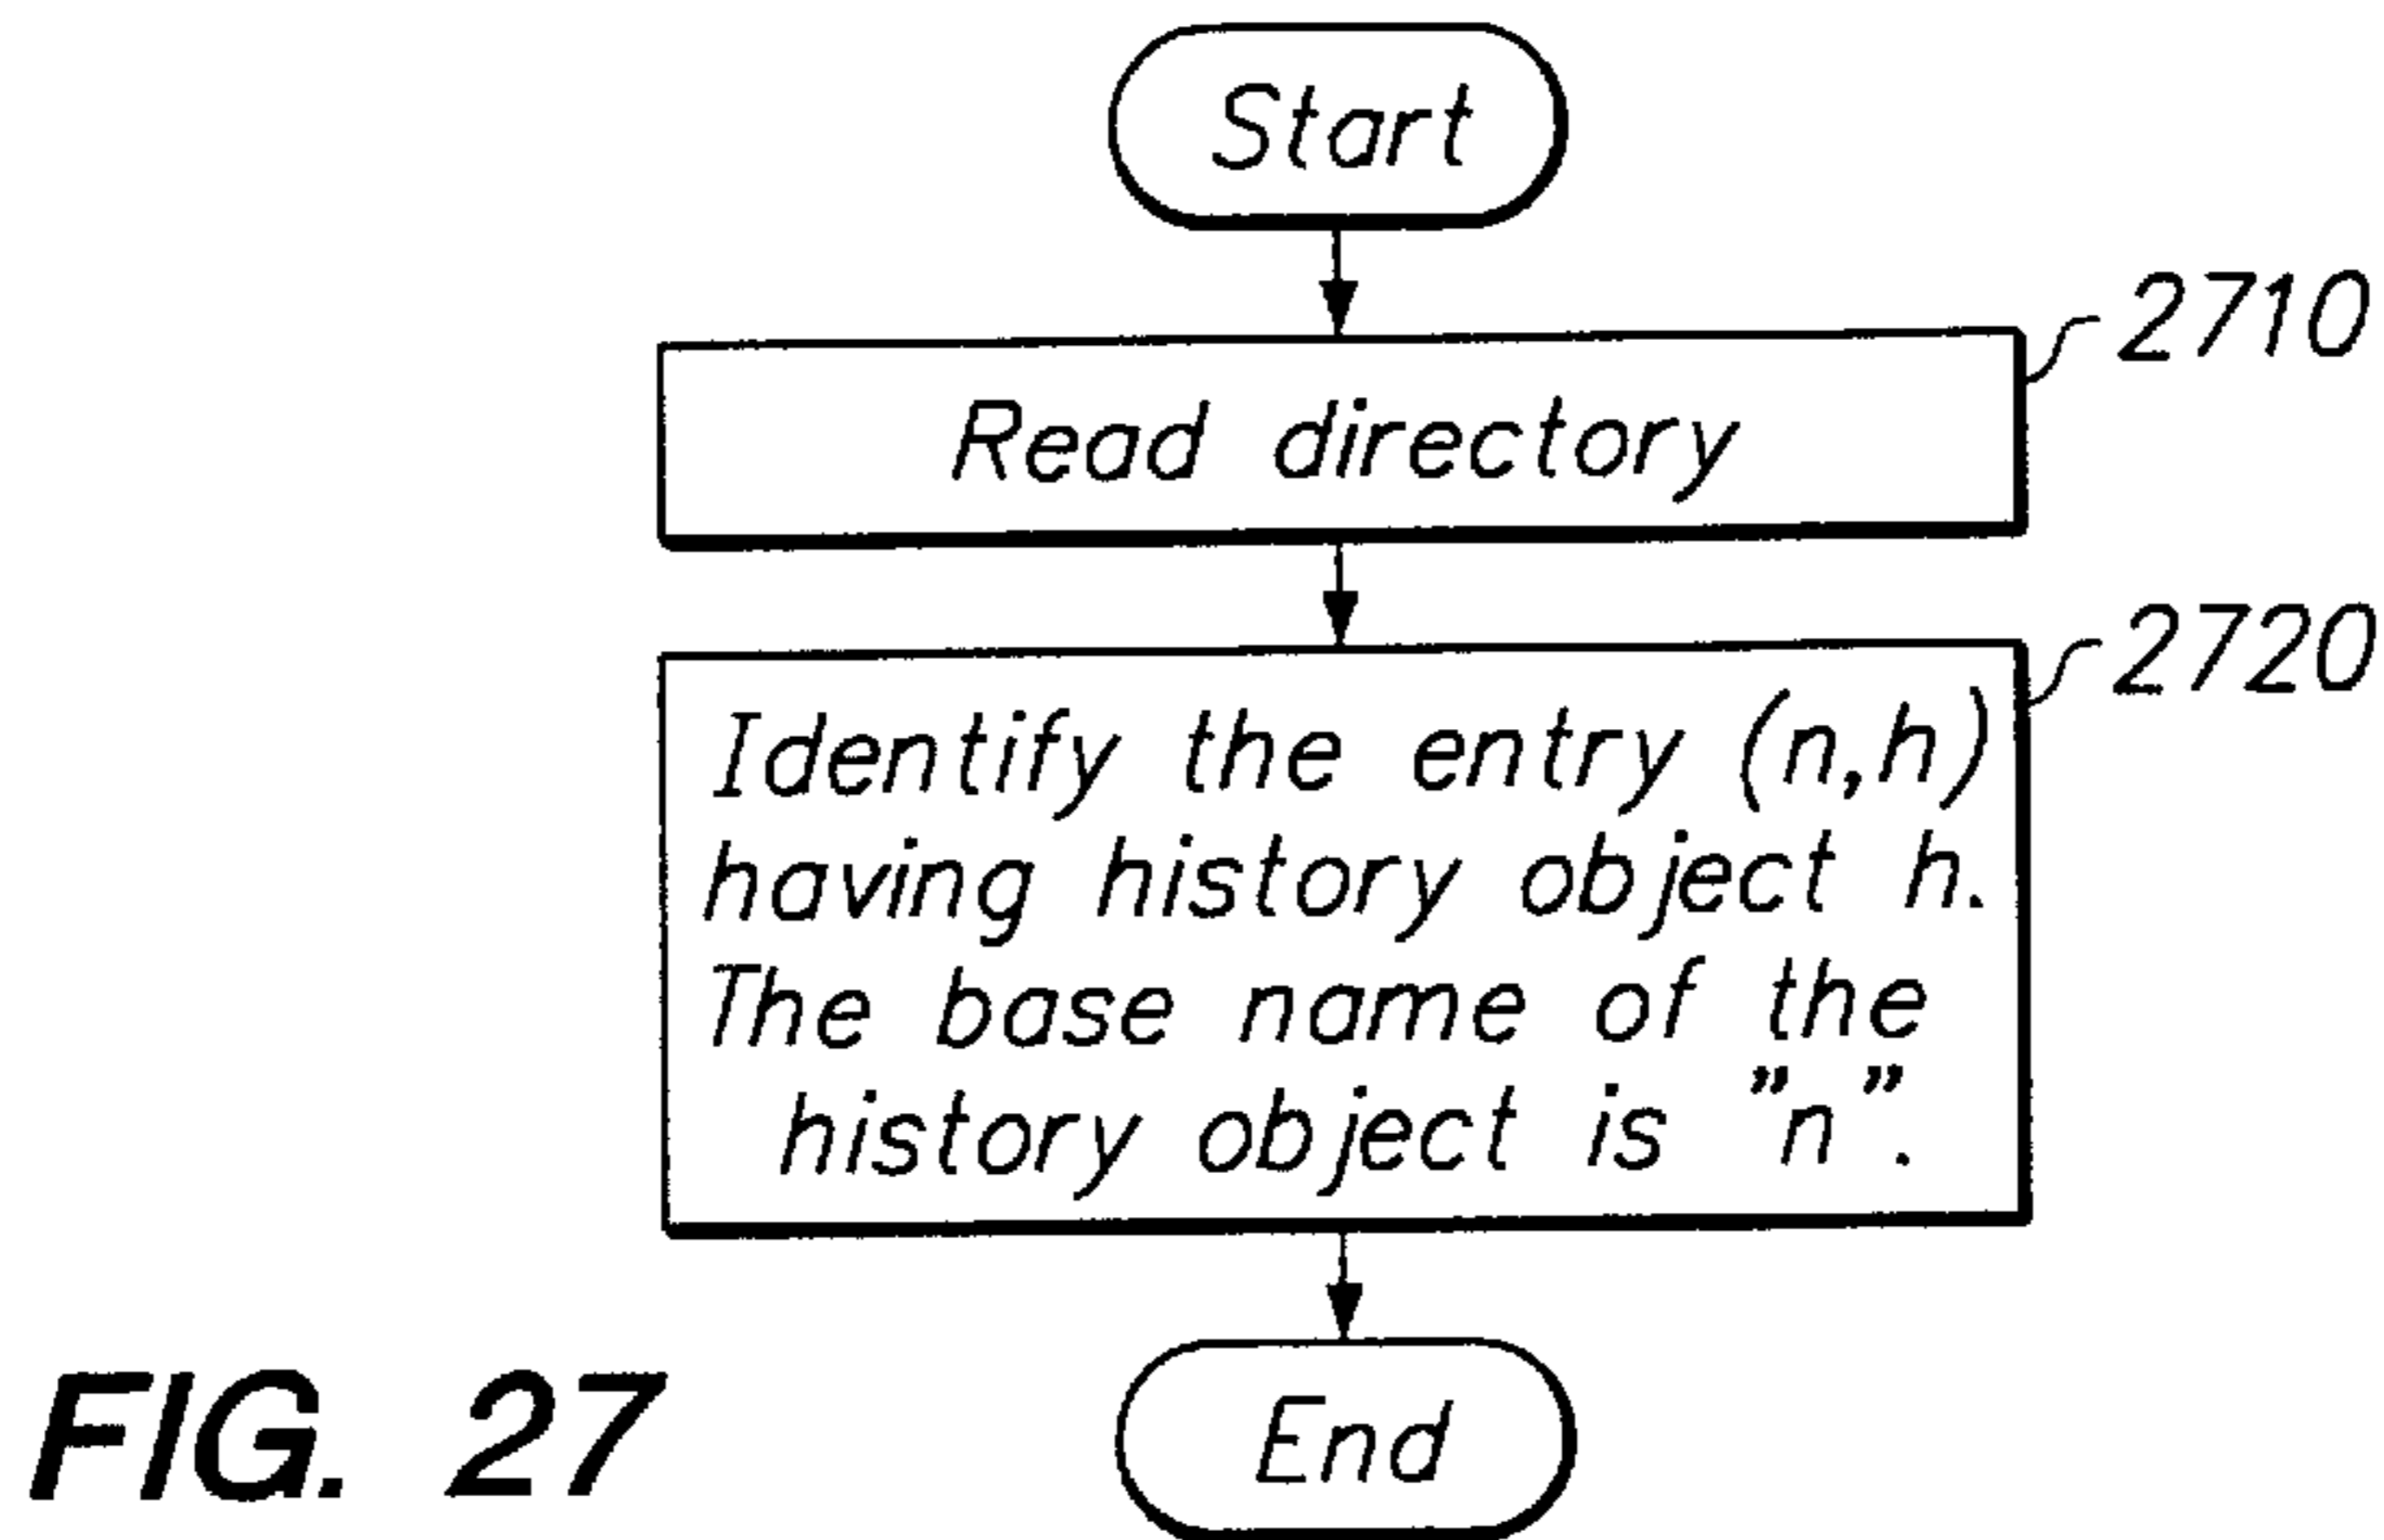 Start
2710
Read directory
2720
Identify the entry (n,h)
having history object h.
The base name of the
history object is ”n”.
End
FIG. 27